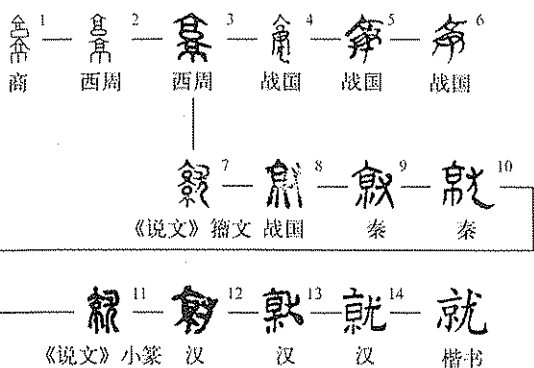 1 2 3 4 5 6
商 西周 西周 战国 战国 战国
7 8 9 10
《说文》籀文 战国 秦 秦
11 12 13 14 就
《说文》小篆 汉 汉 汉 楷书